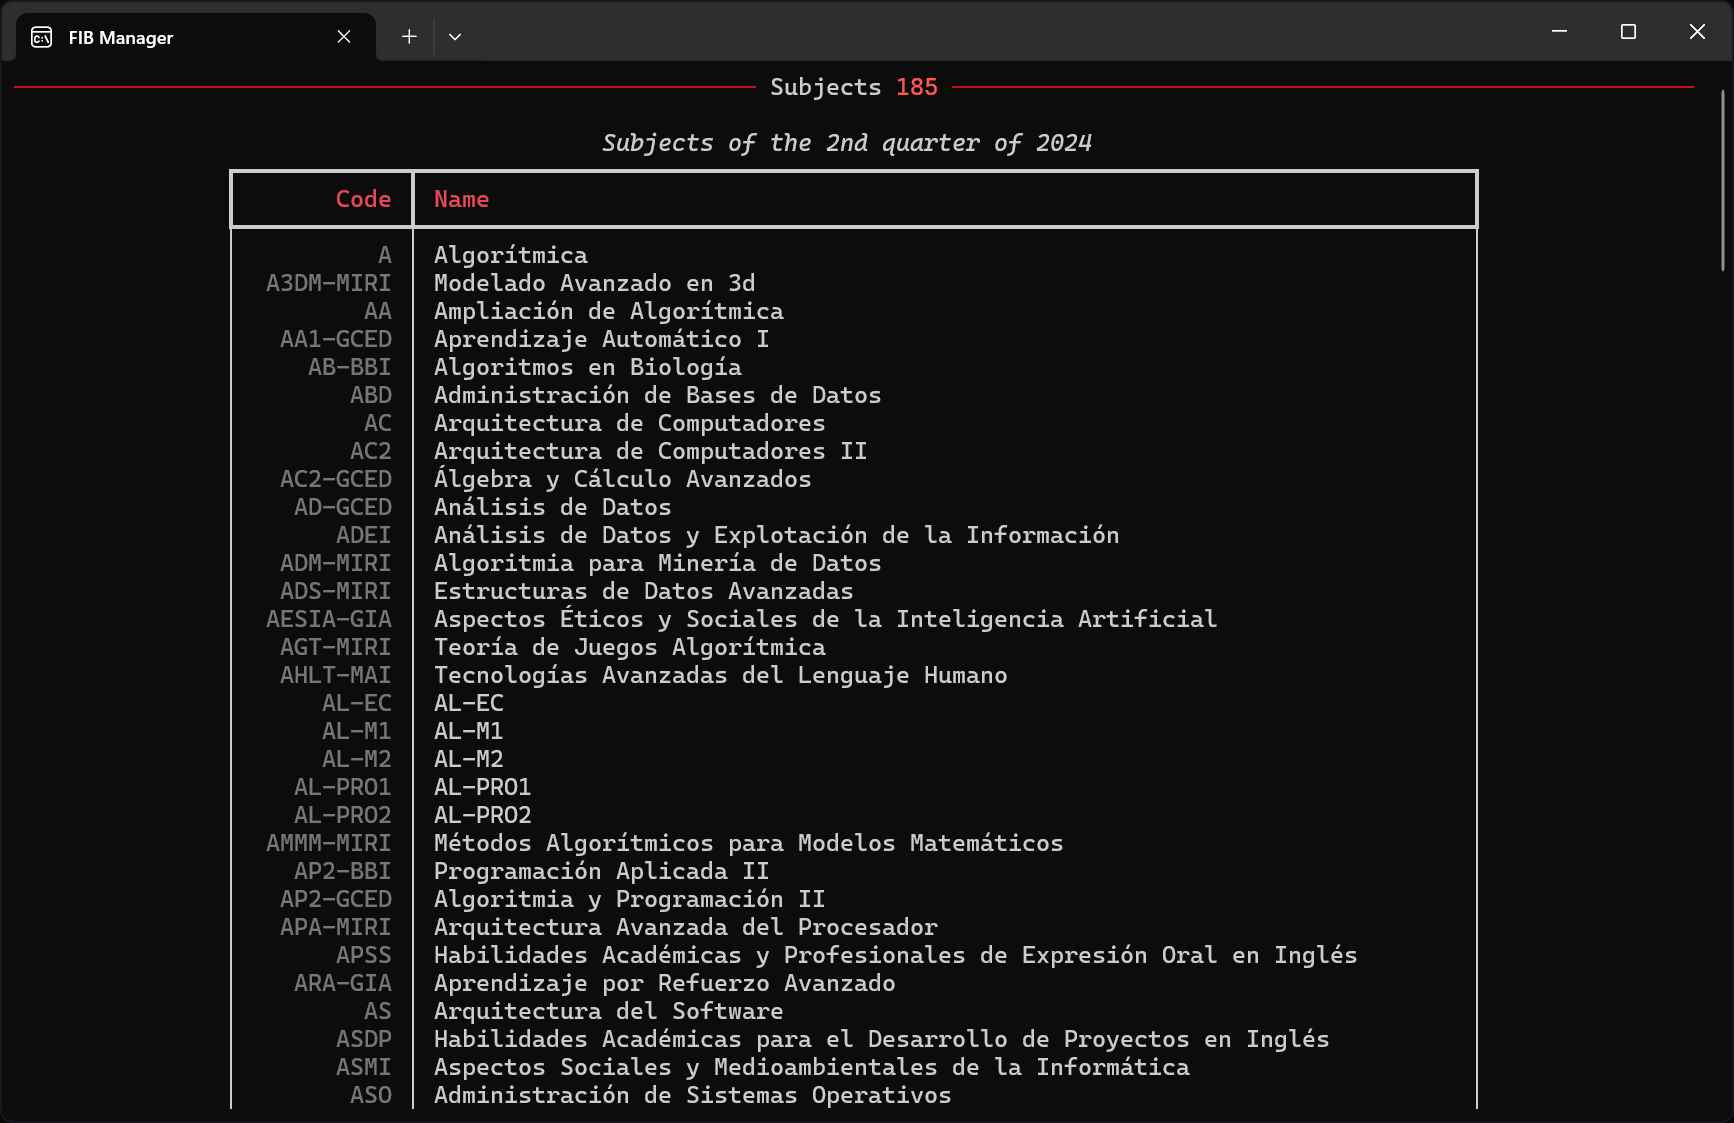 FIB Manager
Subjects 185
Subjects of the 2nd quarter of 2024
Code Name
A Algorítmica
A3DM-MIRI Modelado Avanzado en 3d
AA Ampliación de Algorítmica
AA1-GCED Aprendizaje Automático I
AB-BBI Algoritmos en Biología
ABD Administración de Bases de Datos
AC Arquitectura de Computadores
AC2 Arquitectura de Computadores II
AC2-GCED Álgebra y Cálculo Avanzados
AD-GCED Análisis de Datos
ADEI Análisis de Datos y Explotación de la Información
ADM-MIRI Algoritmia para Minería de Datos
ADS-MIRI Estructuras de Datos Avanzadas
AESIA-GIA Aspectos Éticos y Sociales de la Inteligencia Artificial
AGT-MIRI Teoría de Juegos Algorítmica
AHLT-MAI Tecnologías Avanzadas del Lenguaje Humano
AL-EC AL-EC
AL-M1 AL-M1
AL-M2 AL-M2
AL-PRO1 AL-PRO1
AL-PRO2 AL-PRO2
AMMM-MIRI Métodos Algorítmicos para Modelos Matemáticos
AP2-BBI Programación Aplicada II
AP2-GCED Algoritmia y Programación II
APA-MIRI Arquitectura Avanzada del Procesador
APSS Habilidades Académicas y Profesionales de Expresión Oral en Inglés
ARA-GIA Aprendizaje por Refuerzo Avanzado
AS Arquitectura del Software
ASDP Habilidades Académicas para el Desarrollo de Proyectos en Inglés
ASMI Aspectos Sociales y Medioambientales de la Informática
ASO Administración de Sistemas Operativos